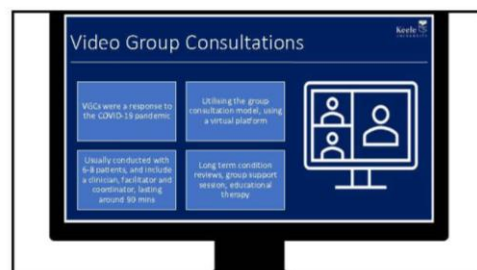 Video Group Consultations
Keele
UNIVERSITY
VGCs were a response to
the COVID-19 pandemic
Utilising the group
consultation model, using
a virtual platform
Usually conducted with
6-8 patients, and include
a clinician, facilitator and
coordinator, lasting
around 90 mins
Long term condition
reviews, group support
session, educational
therapy